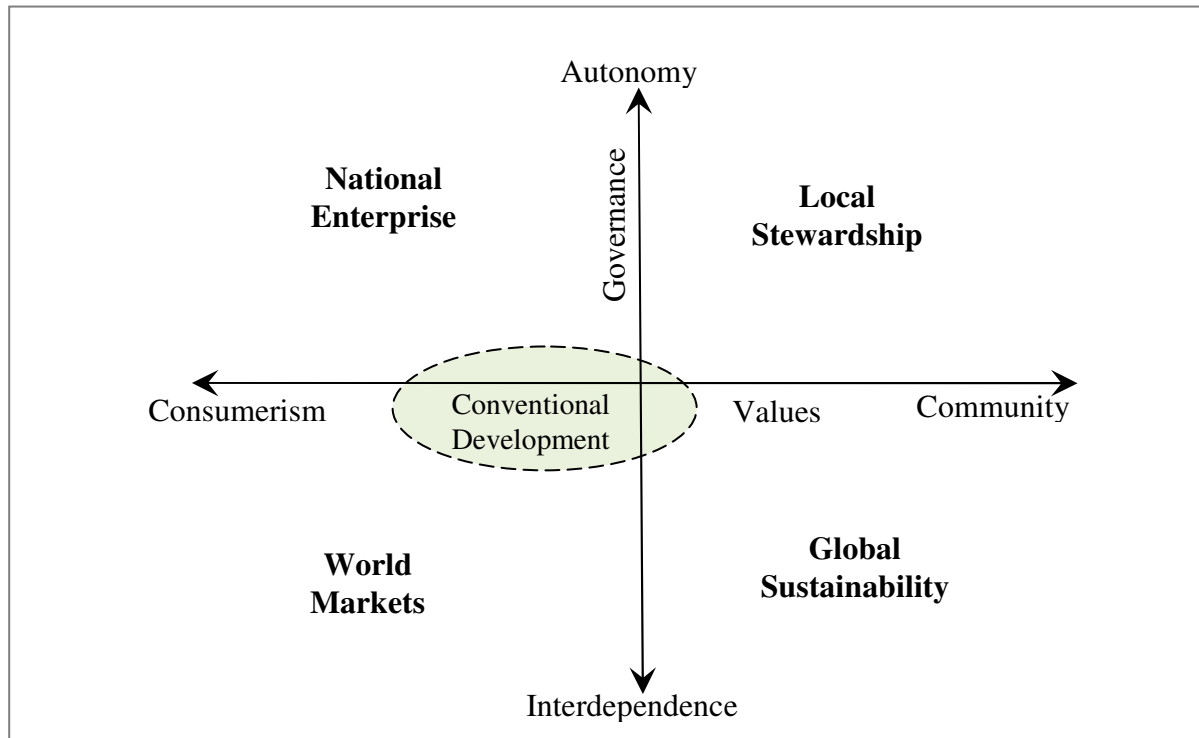 Autonomy
Governance
National
Enterprise
Local
Stewardship
Consumerism
Conventional
Development
Values
Community
World
Markets
Global
Sustainability
Interdependence